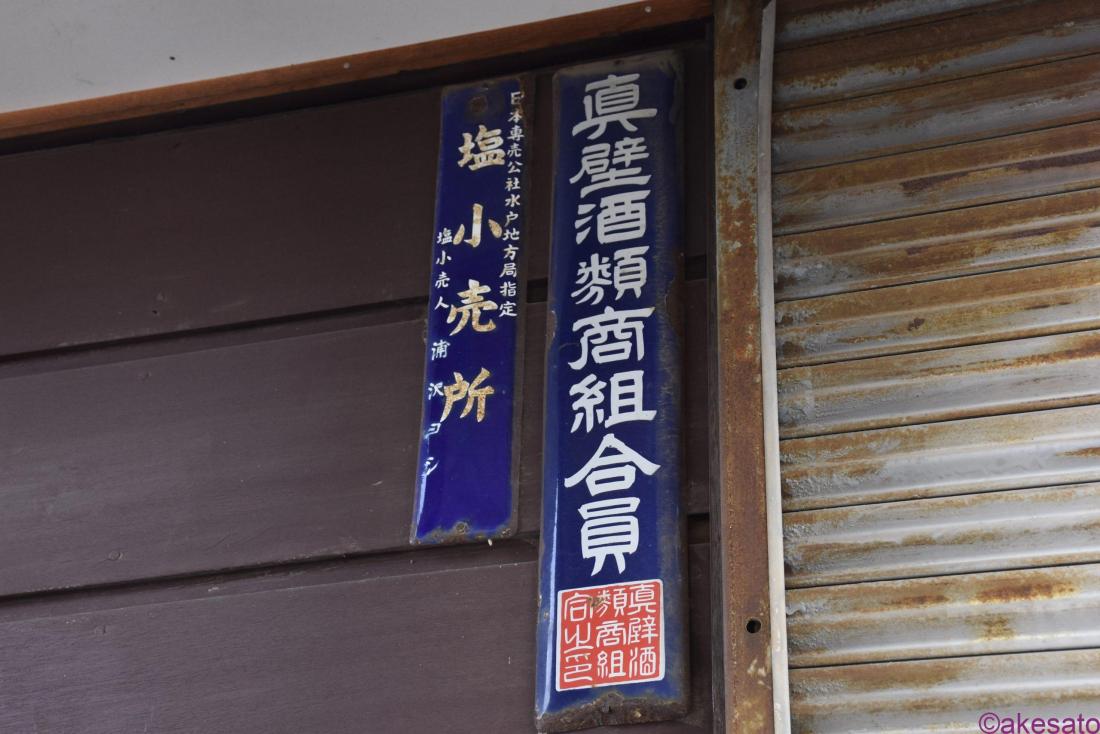 真壁酒類商組合員
真壁酒
類商組
合之印
日本専売公社水戸地方局指定
塩小売所
塩小売人 浦沢ヨシ
©akesato